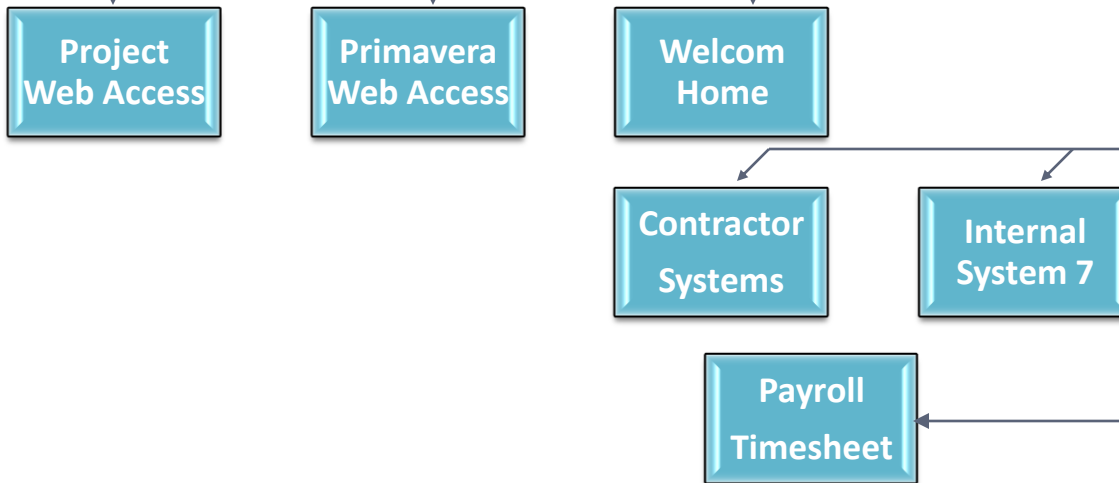 Project
Web Access
Primavera
Web Access
Welcom
Home
Contractor
Systems
Internal
System 7
Payroll
Timesheet